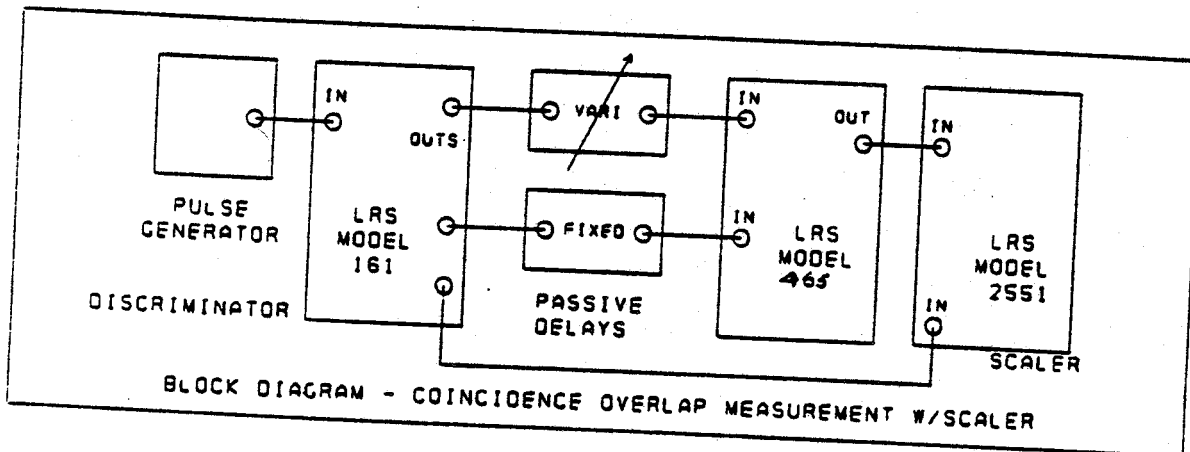 IN
OUTS
VARI
IN
OUT
IN
PULSE
GENERATOR
LRS
MODEL
161
FIXED
IN
LRS
MODEL
465
LRS
MODEL
2551
DISCRIMINATOR
PASSIVE
DELAYS
IN
SCALER
BLOCK DIAGRAM - COINCIDENCE OVERLAP MEASUREMENT W/SCALER